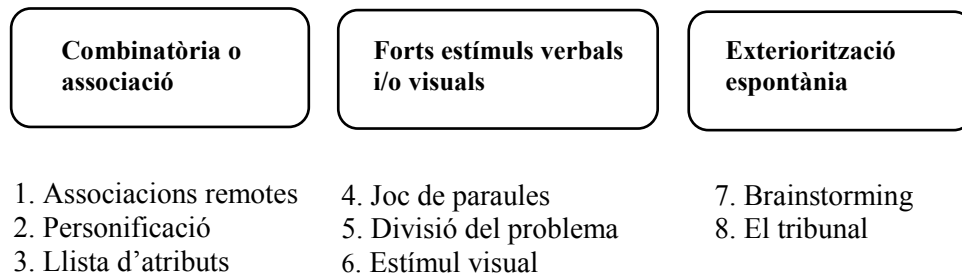 Combinatòria o
associació
Forts estímuls verbals
i/o visuals
Exteriorització
espontània
1. Associacions remotes
2. Personificació
3. Llista d’atributs
4. Joc de paraules
5. Divisió del problema
6. Estímul visual
7. Brainstorming
8. El tribunal